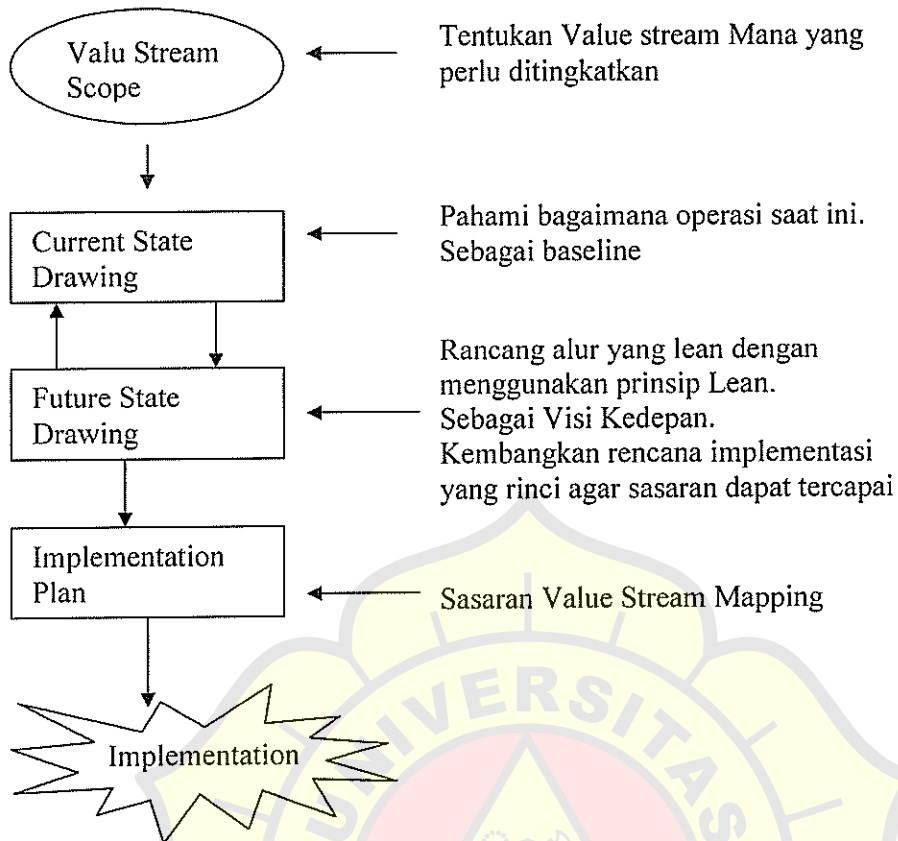 Valu Stream
Scope
Tentukan Value stream Mana yang
perlu ditingkatkan
Current State
Drawing
Pahami bagaimana operasi saat ini.
Sebagai baseline
Future State
Drawing
Rancang alur yang lean dengan
menggunakan prinsip Lean.
Sebagai Visi Kedepan.
Kembangkan rencana implementasi
yang rinci agar sasaran dapat tercapai
Implementation
Plan
Sasaran Value Stream Mapping
Implementation
UNIVERSITAS